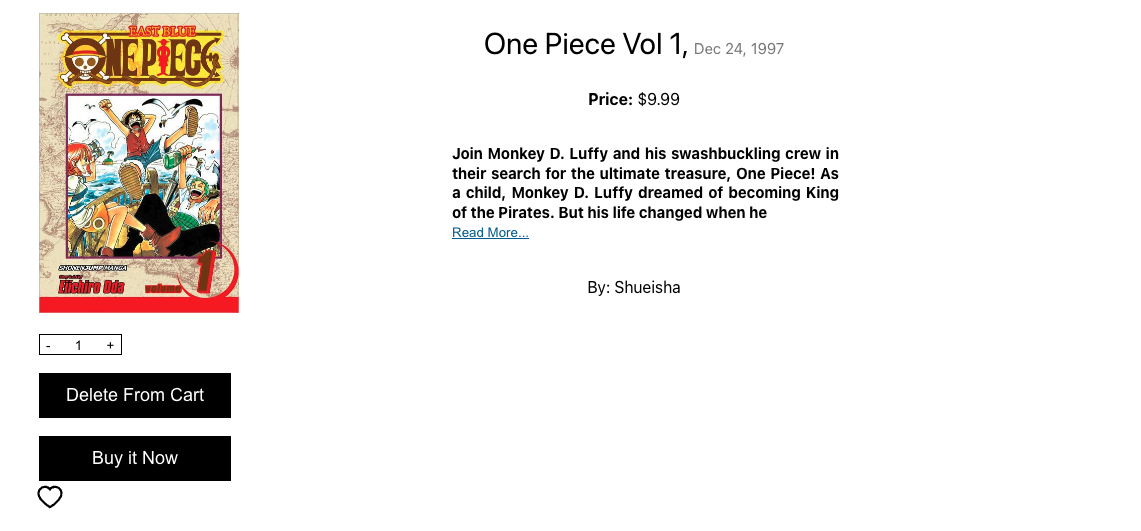 EAST BLUE
ONE PIECE
SHONEN JUMP MANGA
Eiichiro Oda
volume 1
- 1 +
Delete From Cart
Buy it Now
One Piece Vol 1, Dec 24, 1997
Price: $9.99
Join Monkey D. Luffy and his swashbuckling crew in
their search for the ultimate treasure, One Piece! As
a child, Monkey D. Luffy dreamed of becoming King
of the Pirates. But his life changed when he
Read More...
By: Shueisha